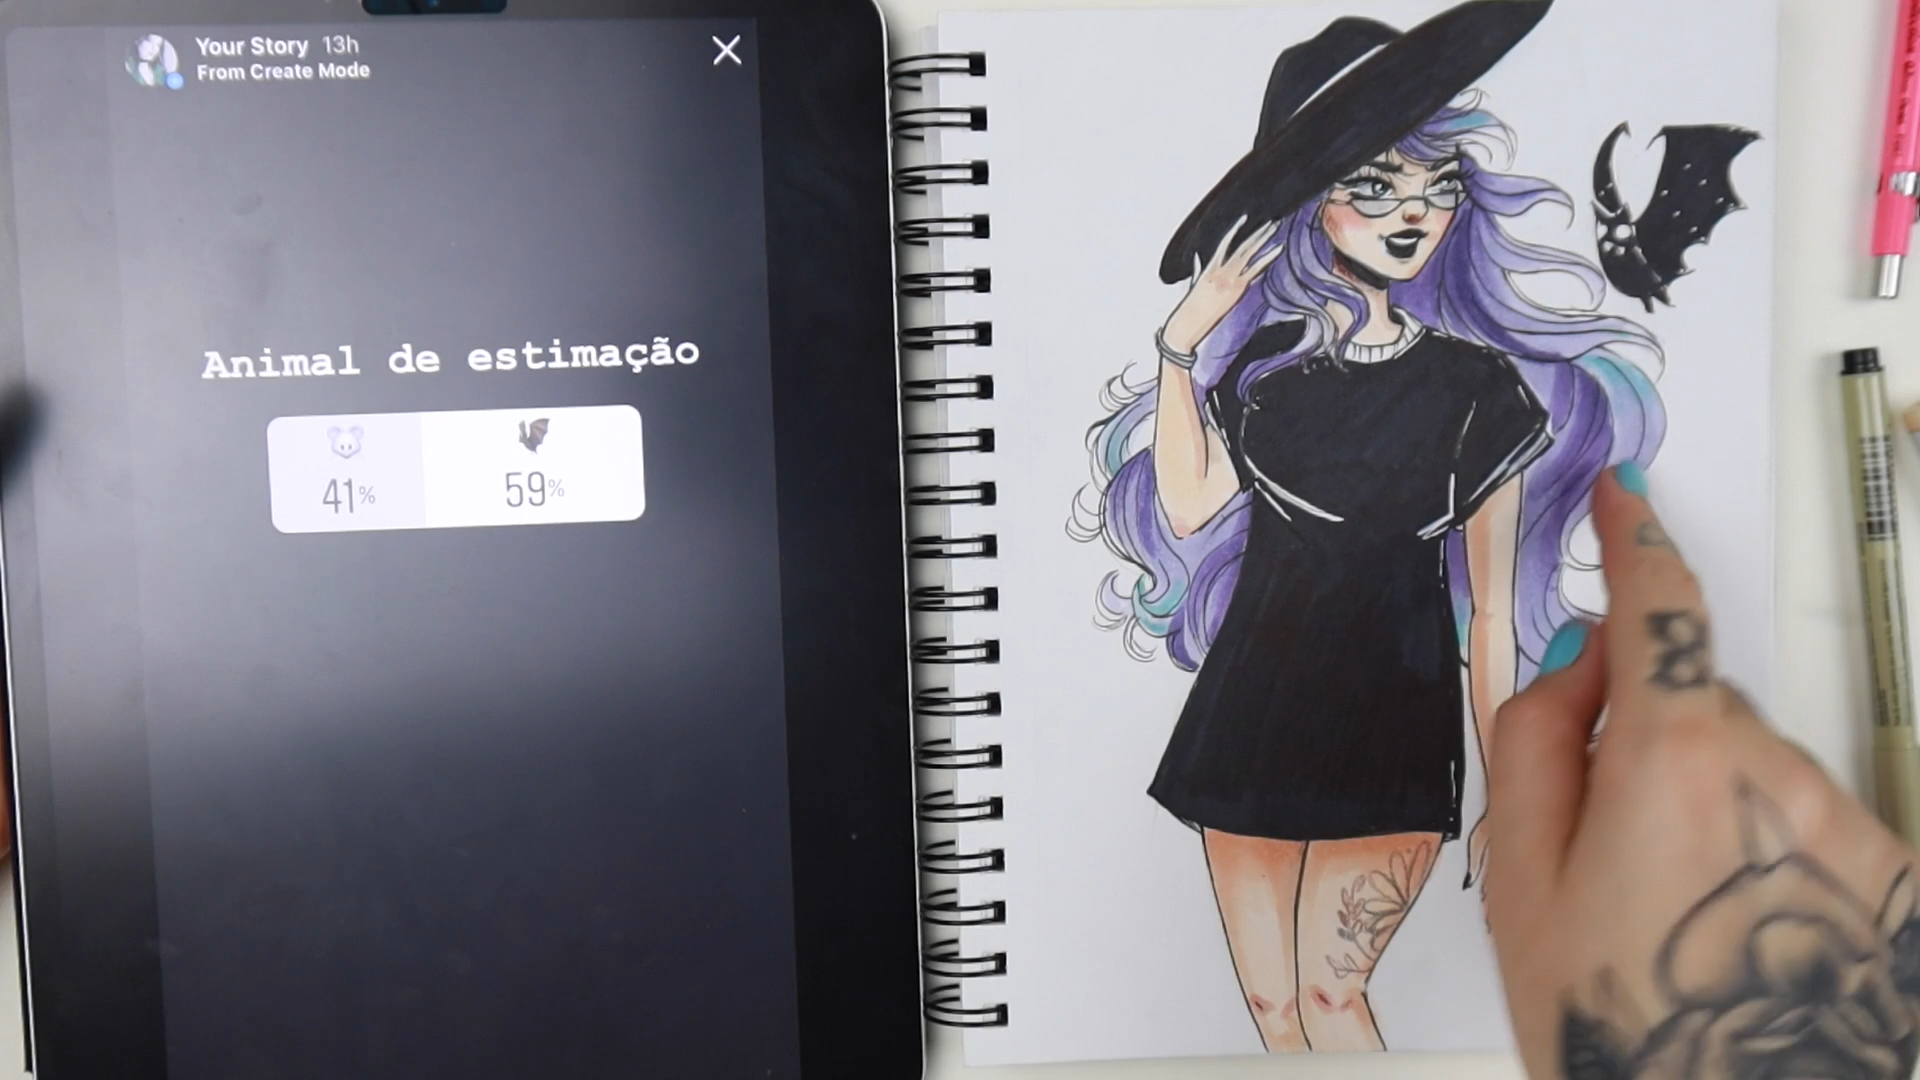 Your Story 13h
From Create Mode
Animal de estimação
41% 59%